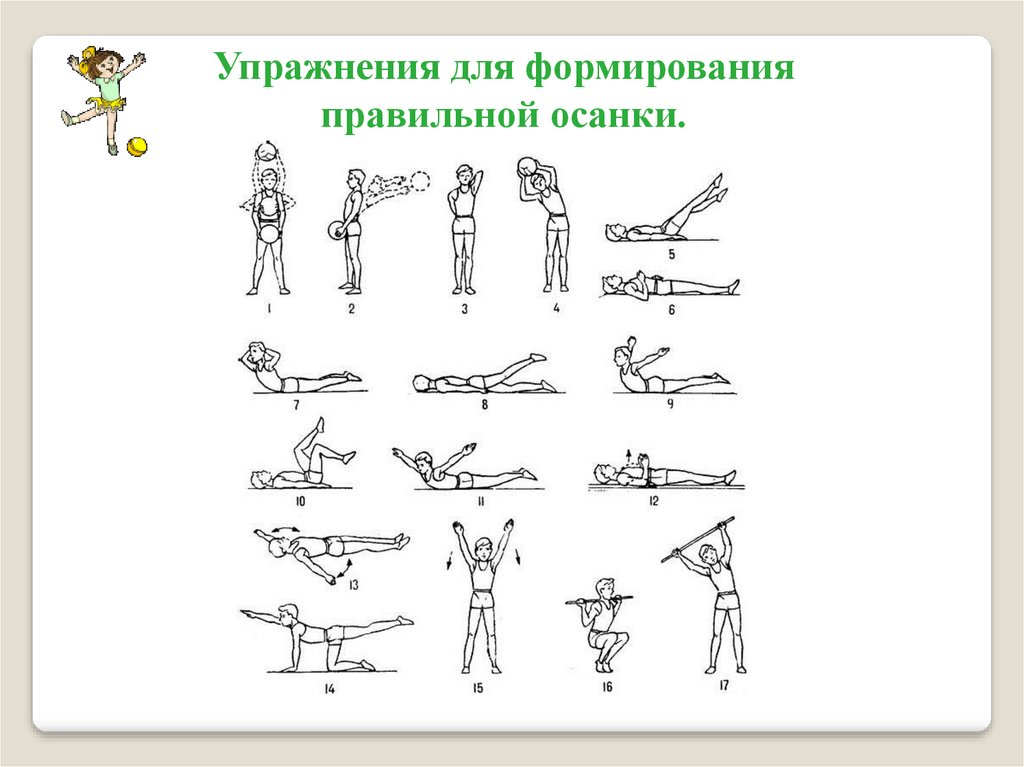 Упражнения для формирования
правильной осанки.
1 2 3 4 5
6
7 8 9
10 11 12
13
14 15 16 17